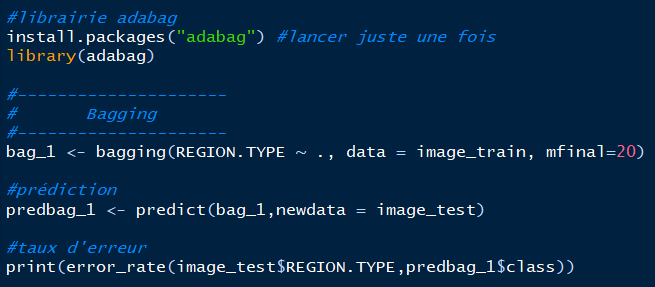 #librairie adabag
install.packages("adabag") #lancer juste une fois
library(adabag)
#---------------------
#       Bagging
#---------------------
bag_1 <- bagging(REGION.TYPE ~ ., data = image_train, mfinal=20)
#prédiction
predbag_1 <- predict(bag_1,newdata = image_test)
#taux d'erreur
print(error_rate(image_test$REGION.TYPE,predbag_1$class))